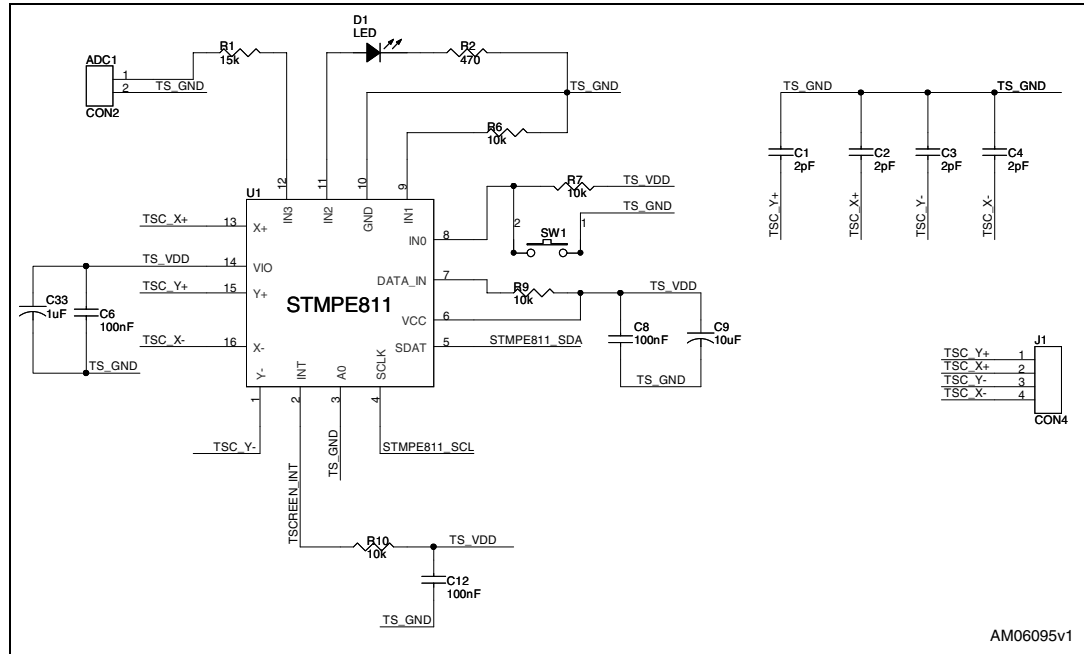 D1
LED
R1
15k
R2
470
ADC1
1
2
TS_GND
CON2
TS_GND
R6
10k
TS_GND
TS_GND
C1
2pF
C2
2pF
C3
2pF
C4
2pF
TSC_Y+
TSC_X+
TSC_Y-
TSC_X-
12
11
10
9
U1
IN3
IN2
GND
IN1
R7
10k
TS_VDD
TS_GND
2
1
SW1
TSC_X+
13
X+
IN0
8
TS_VDD
14
VIO
DATA_IN
7
TSC_Y+
15
Y+
STMPE811
R9
10k
TS_VDD
VCC
6
C33
1uF
C6
100nF
C8
100nF
C9
10uF
TSC_X-
16
X-
SDAT
5
STMPE811_SDA
TS_GND
TS_GND
Y-
INT
A0
SCLK
1
2
3
4
TSC_Y-
TSCREEN_INT
TS_GND
STMPE811_SCL
J1
TSC_Y+
1
TSC_X+
2
TSC_Y-
3
TSC_X-
4
CON4
R10
10k
TS_VDD
C12
100nF
TS_GND
AM06095v1